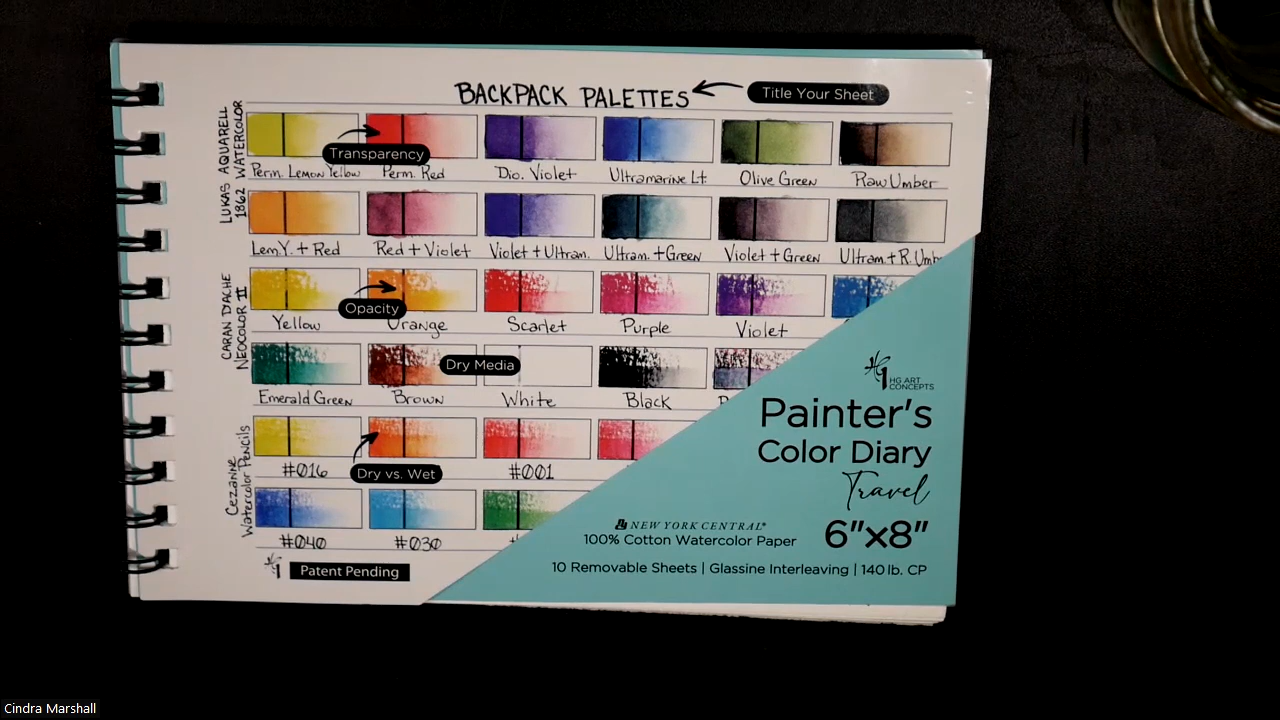 BACKPACK PALETTES
Title Your Sheet
LUKAS AQUARELL
1862 WATERCOLOR
Transparency
Perm. Lemon Yellow Perm. Red Dio. Violet Ultramarine Lt. Olive Green Raw Umber
Lem.Y. + Red Red + Violet Violet + Ultram. Ultram. + Green Violet + Green Ultram.+R.Umb
CARAN D'ACHE
NEOCOLOR II
Opacity
Yellow Orange Scarlet Purple Violet
Dry Media
Emerald Green Brown White Black
Cezanne
Watercolor Pencils
#016 Dry vs. Wet #001
#040 #030
Patent Pending
HG ART
CONCEPTS
Painter's
Color Diary
Travel
6"x8"
NEW YORK CENTRAL®
100% Cotton Watercolor Paper
10 Removable Sheets | Glassine Interleaving | 140 lb. CP
Cindra Marshall